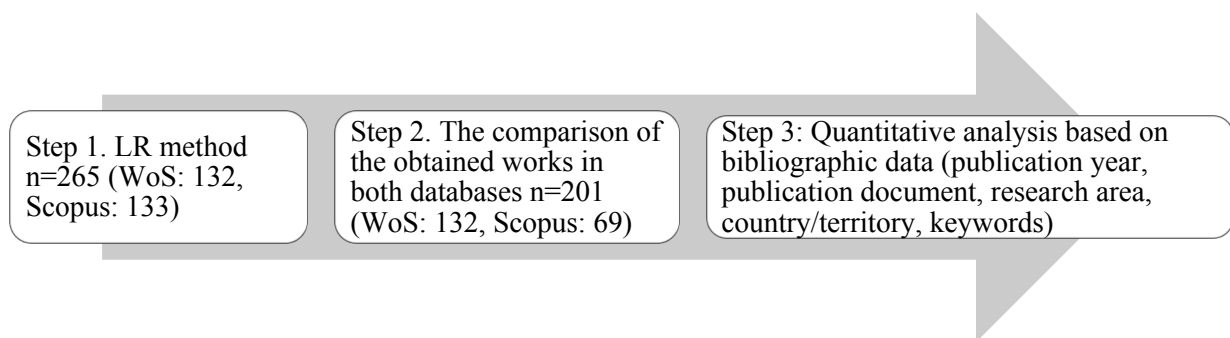 Step 1. LR method
n=265 (WoS: 132,
Scopus: 133)
Step 2. The comparison of
the obtained works in
both databases n=201
(WoS: 132, Scopus: 69)
Step 3: Quantitative analysis based on
bibliographic data (publication year,
publication document, research area,
country/territory, keywords)